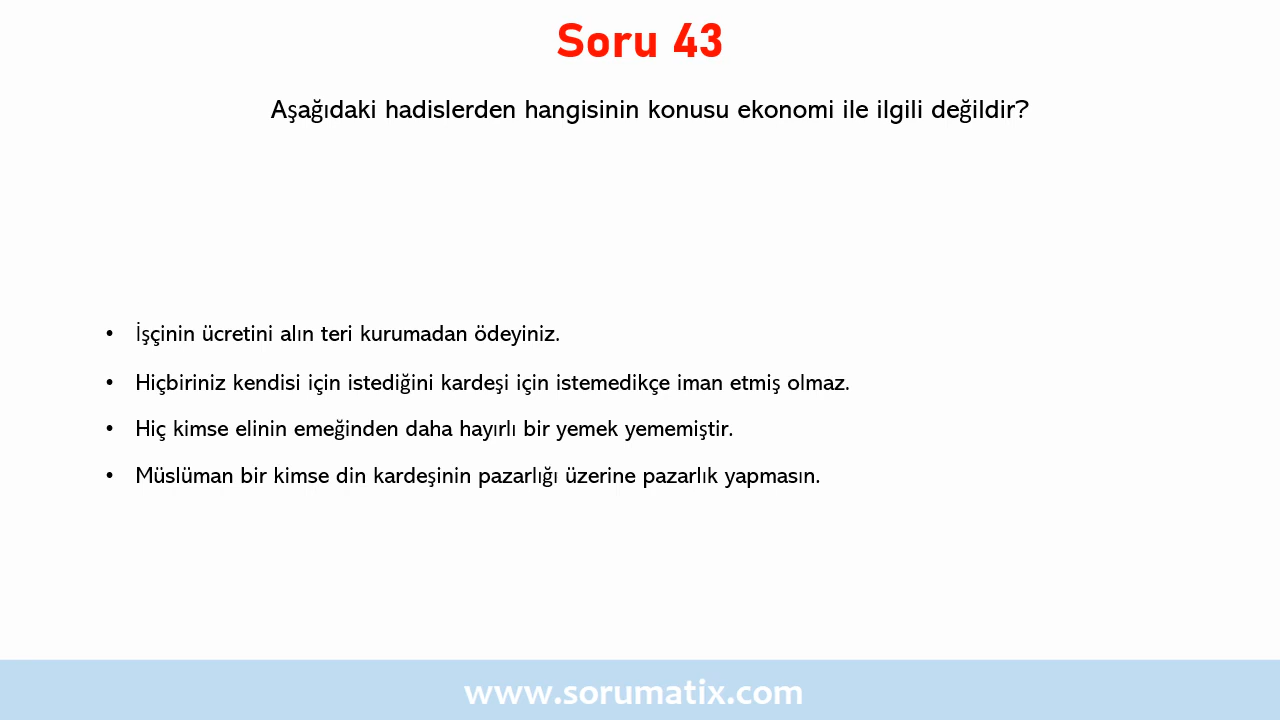 Soru 43
Aşağıdaki hadislerden hangisinin konusu ekonomi ile ilgili değildir?
• İşçinin ücretini alın teri kurumadan ödeyiniz.
• Hiçbiriniz kendisi için istediğini kardeşi için istemedikçe iman etmiş olmaz.
• Hiç kimse elinin emeğinden daha hayırlı bir yemek yememiştir.
• Müslüman bir kimse din kardeşinin pazarlığı üzerine pazarlık yapmasın.
www.sorumatix.com